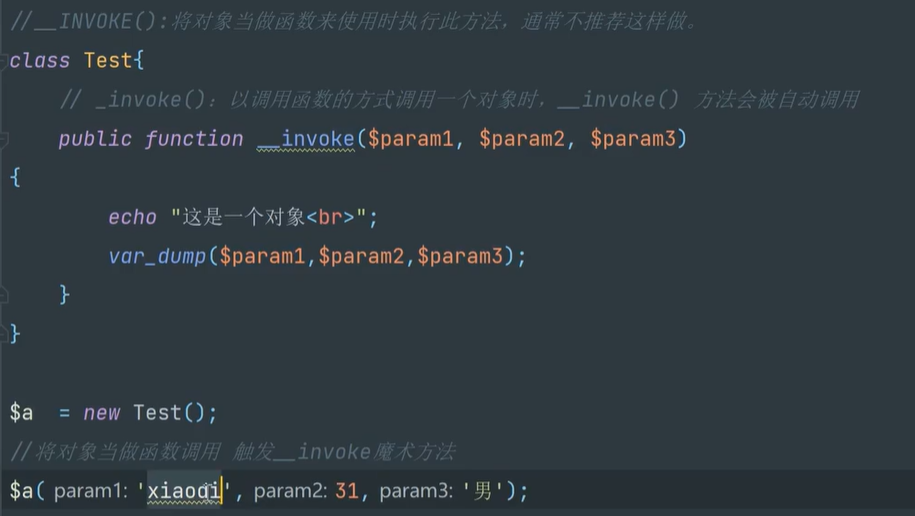 //__INVOKE():将对象当做函数来使用时执行此方法，通常不推荐这样做。
class Test{
// _invoke()：以调用函数的方式调用一个对象时，__invoke() 方法会被自动调用
public function __invoke($param1, $param2, $param3)
{
echo "这是一个对象<br>";
var_dump($param1,$param2,$param3);
}
}
$a = new Test();
//将对象当做函数调用 触发__invoke魔术方法
$a( param1: 'xiaoqi', param2: 31, param3: '男');